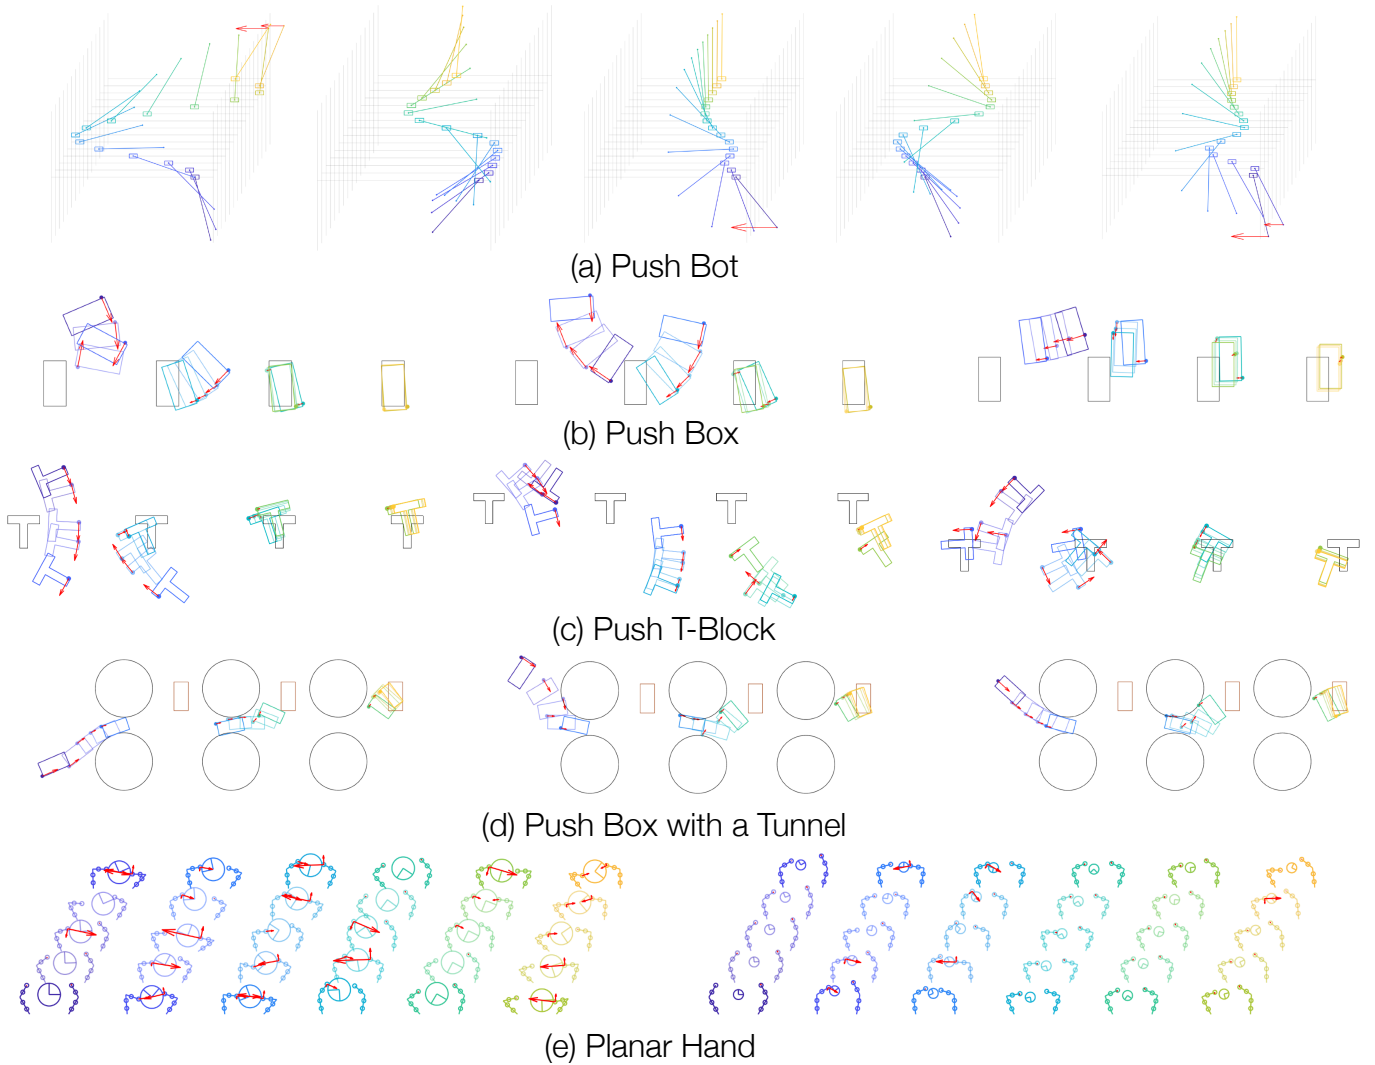 (a) Push Bot
(b) Push Box
(c) Push T-Block
(d) Push Box with a Tunnel
(e) Planar Hand